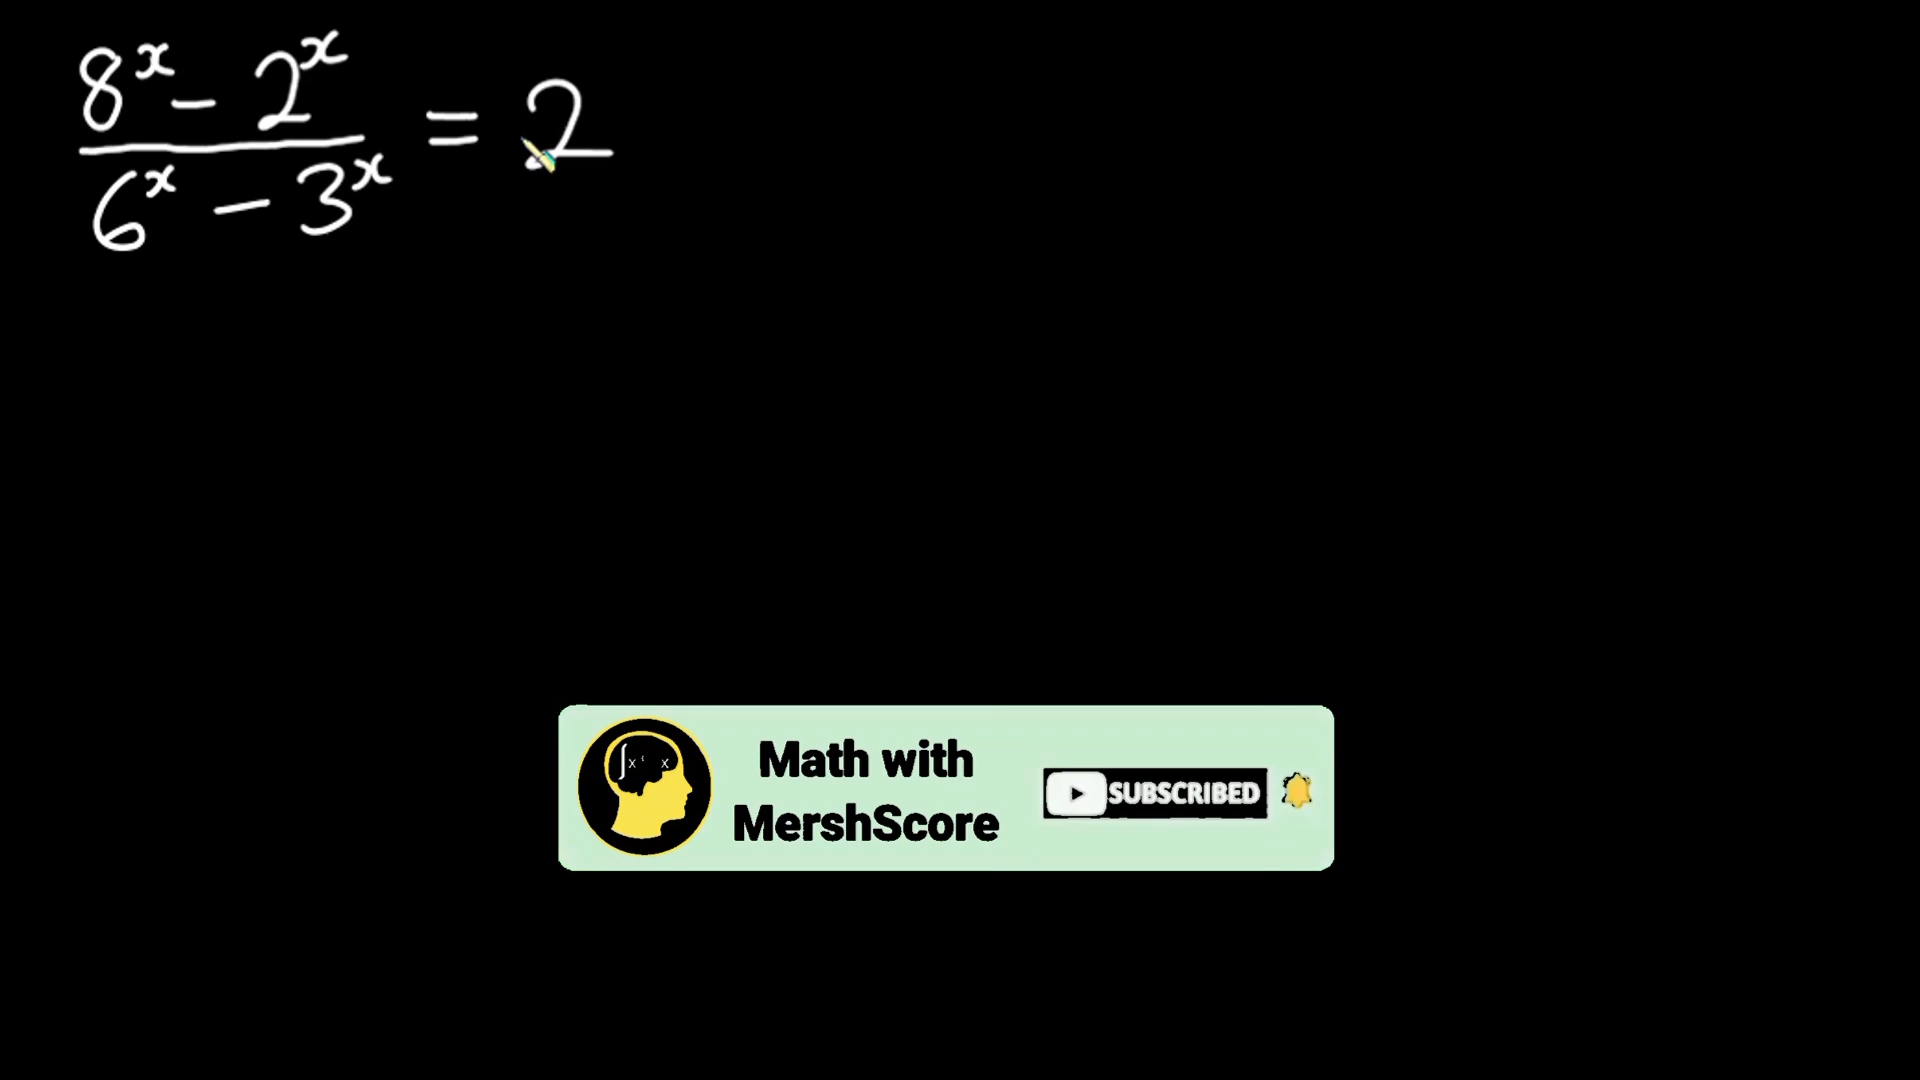 8^x - 2^x
6^x - 3^x
= 2
Math with
MershScore
SUBSCRIBED